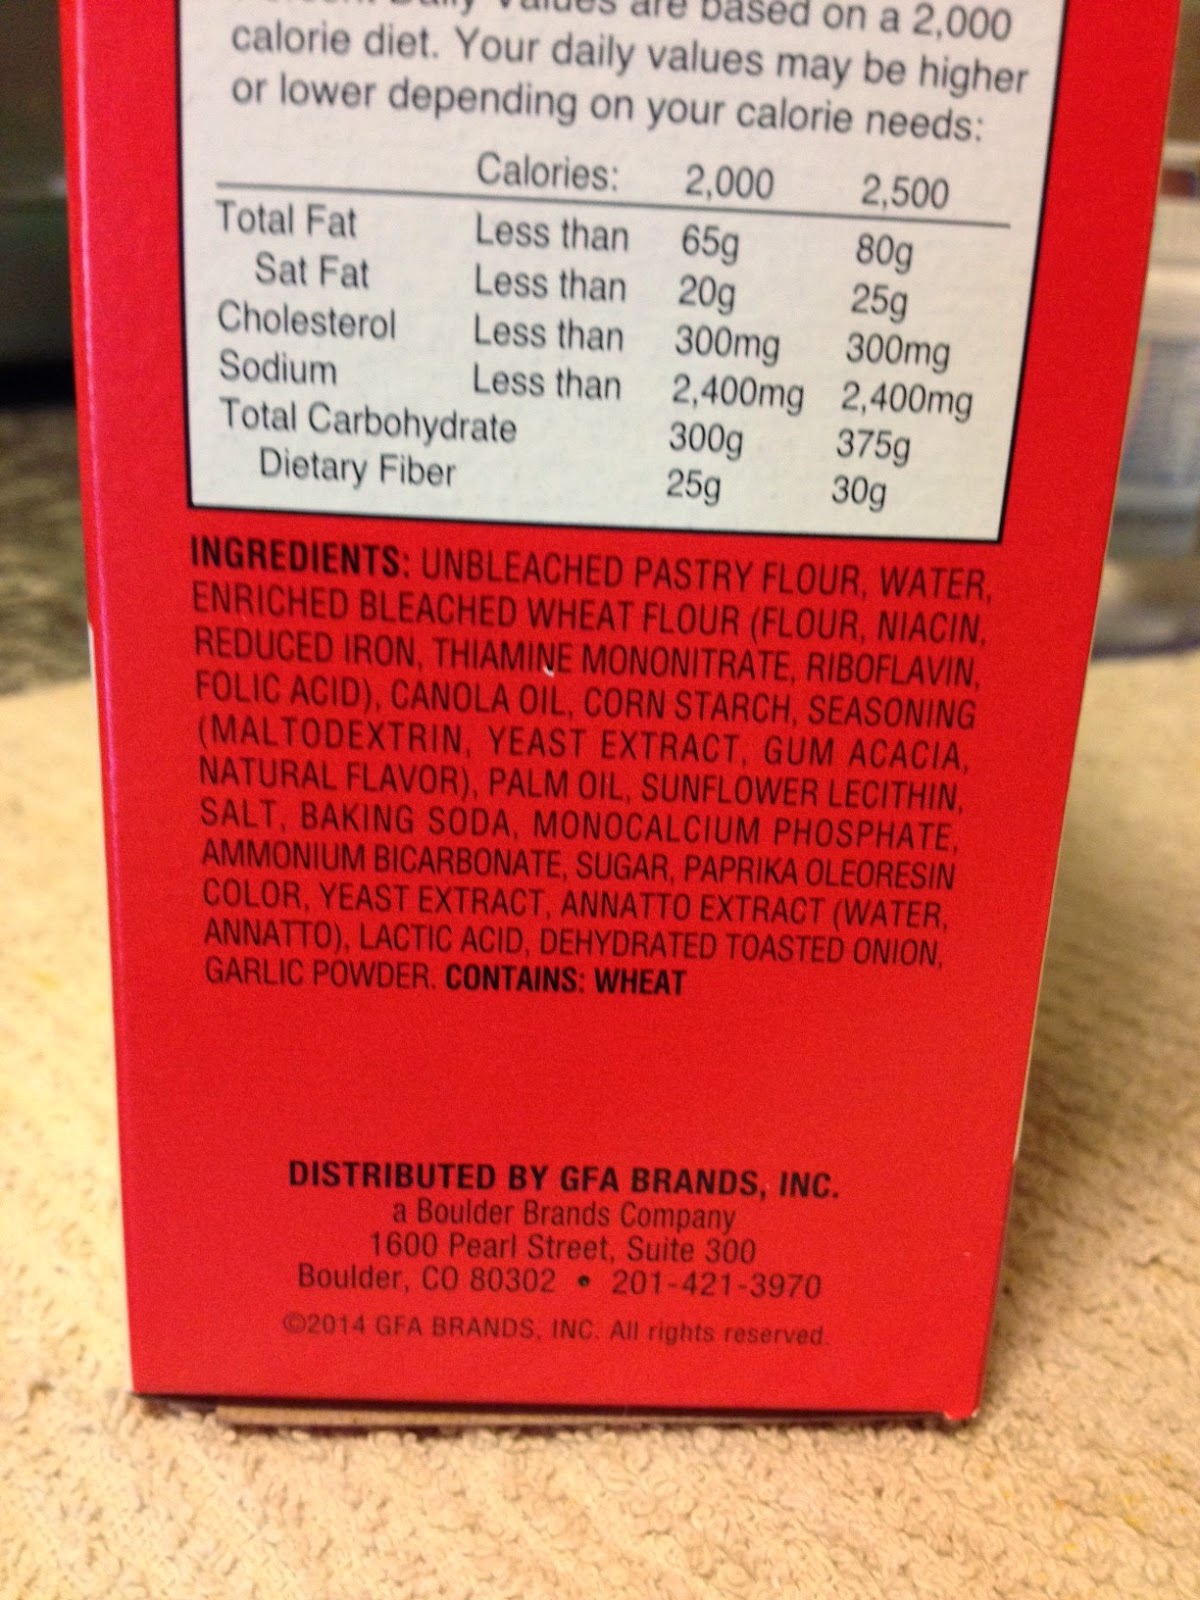 Daily Values are based on a 2,000
calorie diet. Your daily values may be higher
or lower depending on your calorie needs:
Calories: 2,000 2,500
Total Fat Less than 65g 80g
Sat Fat Less than 20g 25g
Cholesterol Less than 300mg 300mg
Sodium Less than 2,400mg 2,400mg
Total Carbohydrate 300g 375g
Dietary Fiber 25g 30g
INGREDIENTS: UNBLEACHED PASTRY FLOUR, WATER,
ENRICHED BLEACHED WHEAT FLOUR (FLOUR, NIACIN,
REDUCED IRON, THIAMINE MONONITRATE, RIBOFLAVIN,
FOLIC ACID), CANOLA OIL, CORN STARCH, SEASONING
(MALTODEXTRIN, YEAST EXTRACT, GUM ACACIA,
NATURAL FLAVOR), PALM OIL, SUNFLOWER LECITHIN,
SALT, BAKING SODA, MONOCALCIUM PHOSPHATE,
AMMONIUM BICARBONATE, SUGAR, PAPRIKA OLEORESIN
COLOR, YEAST EXTRACT, ANNATTO EXTRACT (WATER,
ANNATTO), LACTIC ACID, DEHYDRATED TOASTED ONION,
GARLIC POWDER. CONTAINS: WHEAT
DISTRIBUTED BY GFA BRANDS, INC.
a Boulder Brands Company
1600 Pearl Street, Suite 300
Boulder, CO 80302 • 201-421-3970
©2014 GFA BRANDS, INC. All rights reserved.